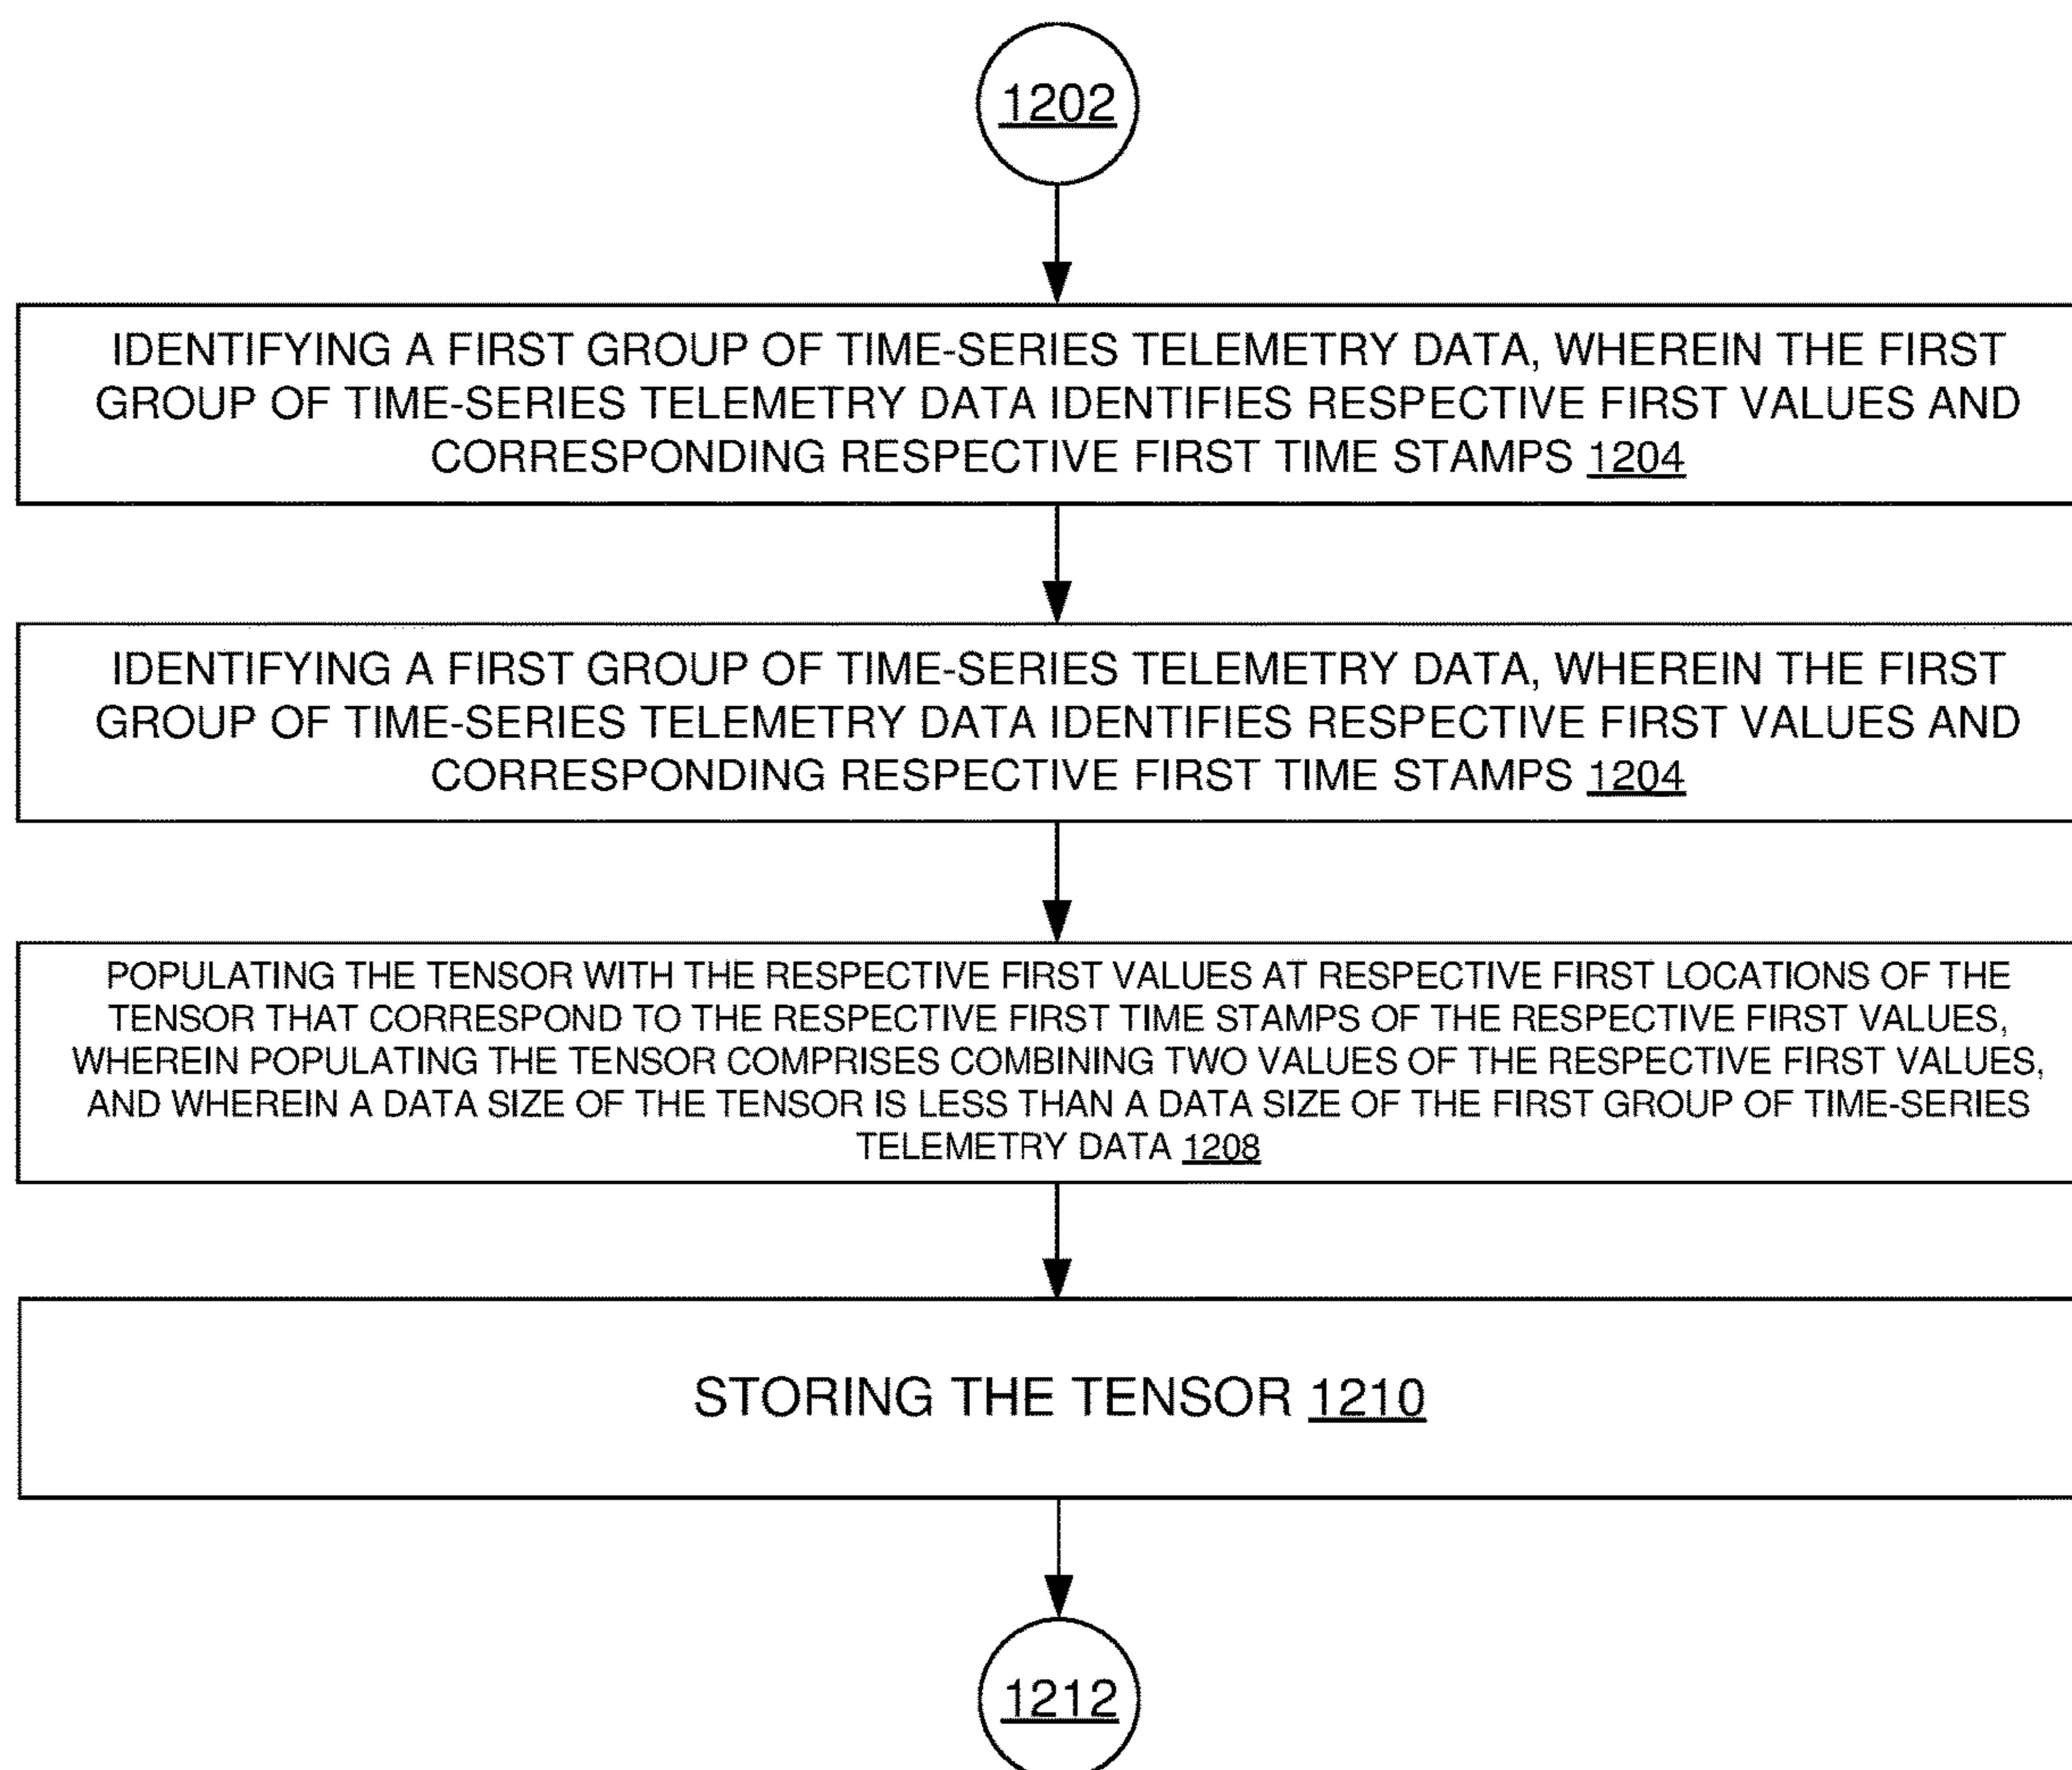 1202
IDENTIFYING A FIRST GROUP OF TIME-SERIES TELEMETRY DATA, WHEREIN THE FIRST
GROUP OF TIME-SERIES TELEMETRY DATA IDENTIFIES RESPECTIVE FIRST VALUES AND
CORRESPONDING RESPECTIVE FIRST TIME STAMPS 1204
IDENTIFYING A FIRST GROUP OF TIME-SERIES TELEMETRY DATA, WHEREIN THE FIRST
GROUP OF TIME-SERIES TELEMETRY DATA IDENTIFIES RESPECTIVE FIRST VALUES AND
CORRESPONDING RESPECTIVE FIRST TIME STAMPS 1204
POPULATING THE TENSOR WITH THE RESPECTIVE FIRST VALUES AT RESPECTIVE FIRST LOCATIONS OF THE
TENSOR THAT CORRESPOND TO THE RESPECTIVE FIRST TIME STAMPS OF THE RESPECTIVE FIRST VALUES,
WHEREIN POPULATING THE TENSOR COMPRISES COMBINING TWO VALUES OF THE RESPECTIVE FIRST VALUES,
AND WHEREIN A DATA SIZE OF THE TENSOR IS LESS THAN A DATA SIZE OF THE FIRST GROUP OF TIME-SERIES
TELEMETRY DATA 1208
STORING THE TENSOR 1210
1212